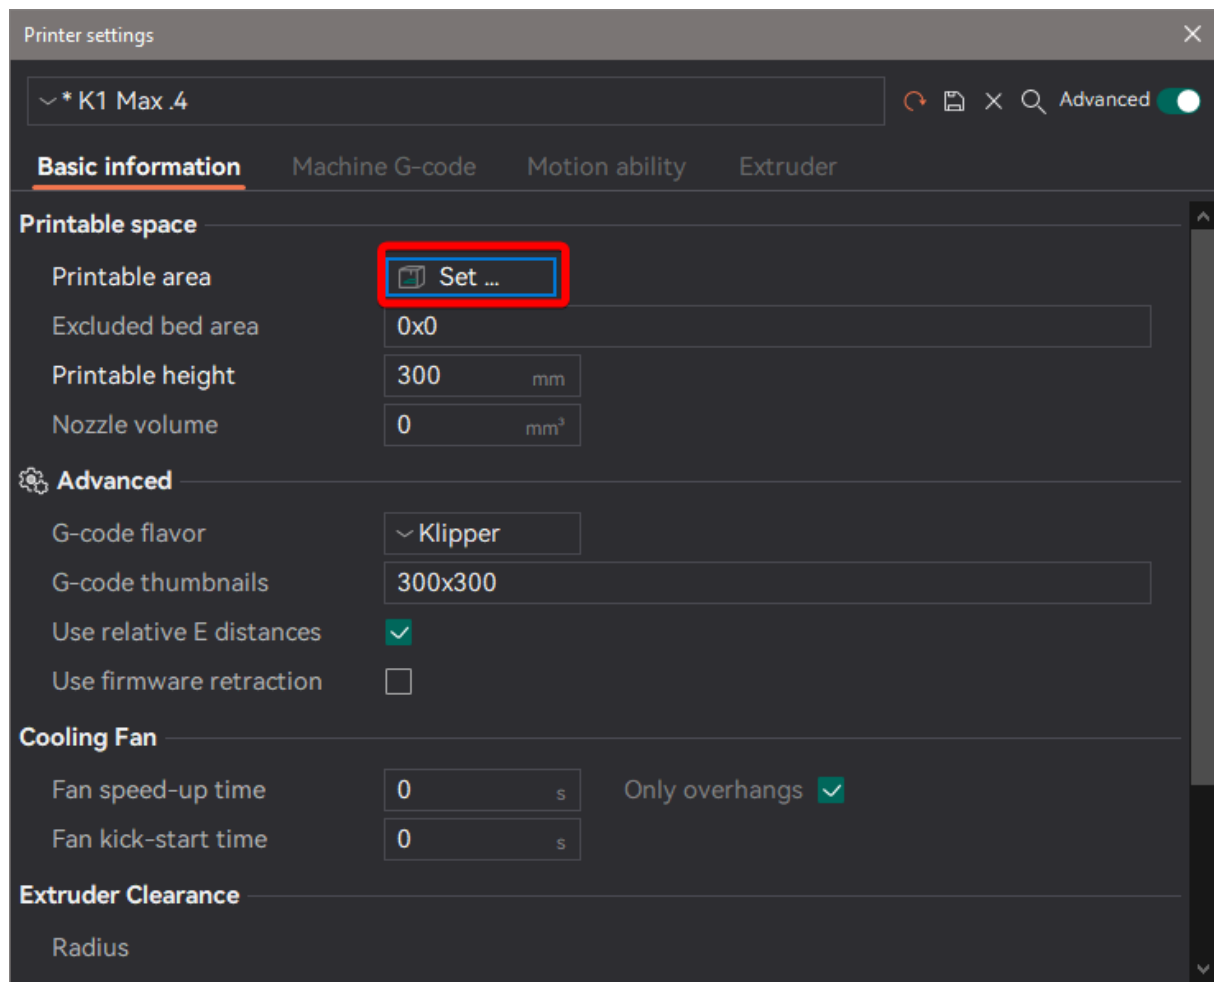 Printer settings
* K1 Max .4
Advanced
Basic information Machine G-code Motion ability Extruder
Printable space
Printable area Set ...
Excluded bed area 0x0
Printable height 300 mm
Nozzle volume 0 mm³
Advanced
G-code flavor Klipper
G-code thumbnails 300x300
Use relative E distances
Use firmware retraction
Cooling Fan
Fan speed-up time 0 s Only overhangs
Fan kick-start time 0 s
Extruder Clearance
Radius